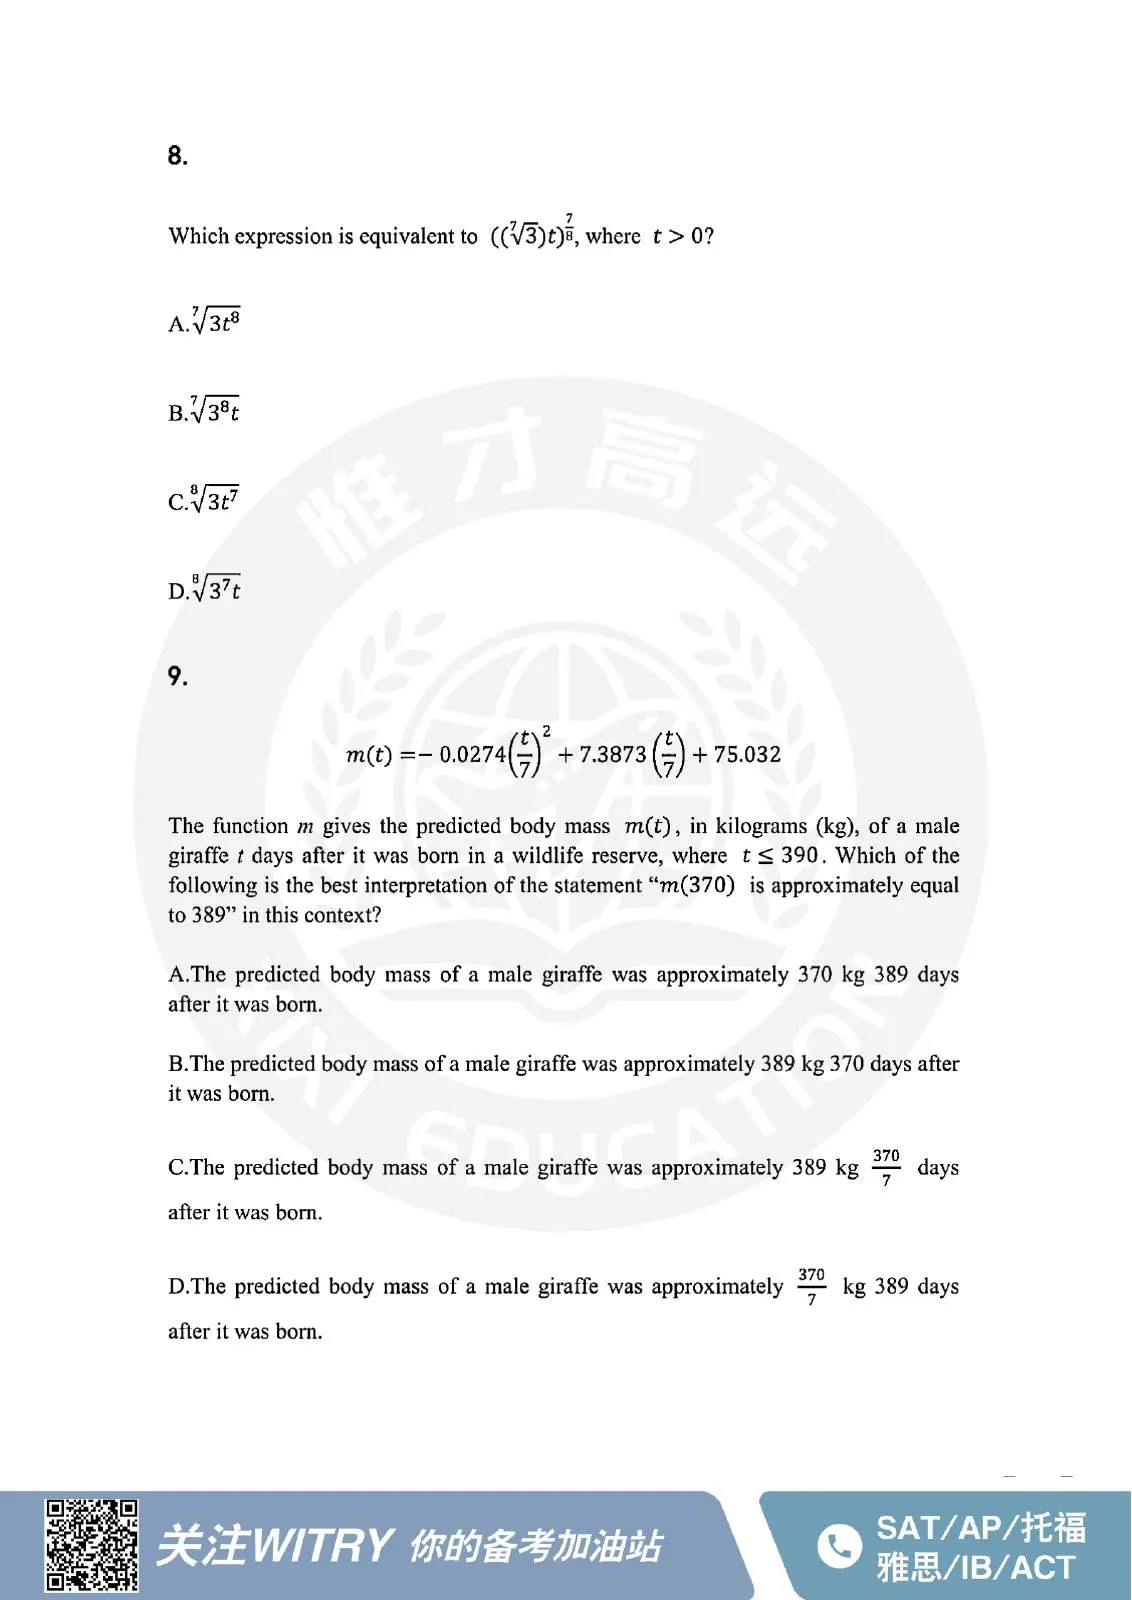 8.
Which expression is equivalent to ((⁷√3)t)^(7/8), where t > 0?
A.⁷√(3t⁸)
B.⁷√(3⁸t)
C.⁸√(3t⁷)
D.⁸√(3⁷t)
9.
m(t) =− 0.0274(t/7)² + 7.3873 (t/7) + 75.032
The function m gives the predicted body mass m(t), in kilograms (kg), of a male
giraffe t days after it was born in a wildlife reserve, where t ≤ 390. Which of the
following is the best interpretation of the statement “m(370) is approximately equal
to 389” in this context?
A.The predicted body mass of a male giraffe was approximately 370 kg 389 days
after it was born.
B.The predicted body mass of a male giraffe was approximately 389 kg 370 days after
it was born.
C.The predicted body mass of a male giraffe was approximately 389 kg 370/7 days
after it was born.
D.The predicted body mass of a male giraffe was approximately 370/7 kg 389 days
after it was born.
惟才高远
EDUCATION
关注WITRY 你的备考加油站
SAT/AP/托福
雅思/IB/ACT